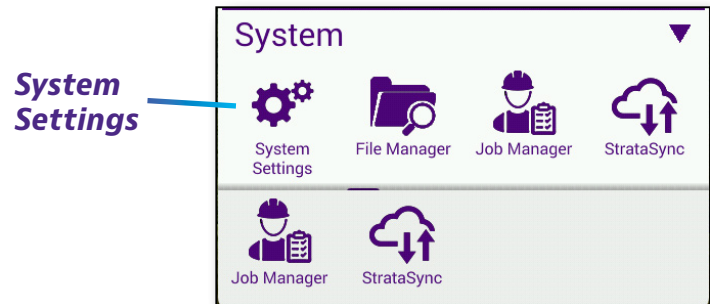 System
System
Settings
System
Settings
File Manager
Job Manager
StrataSync
Job Manager
StrataSync